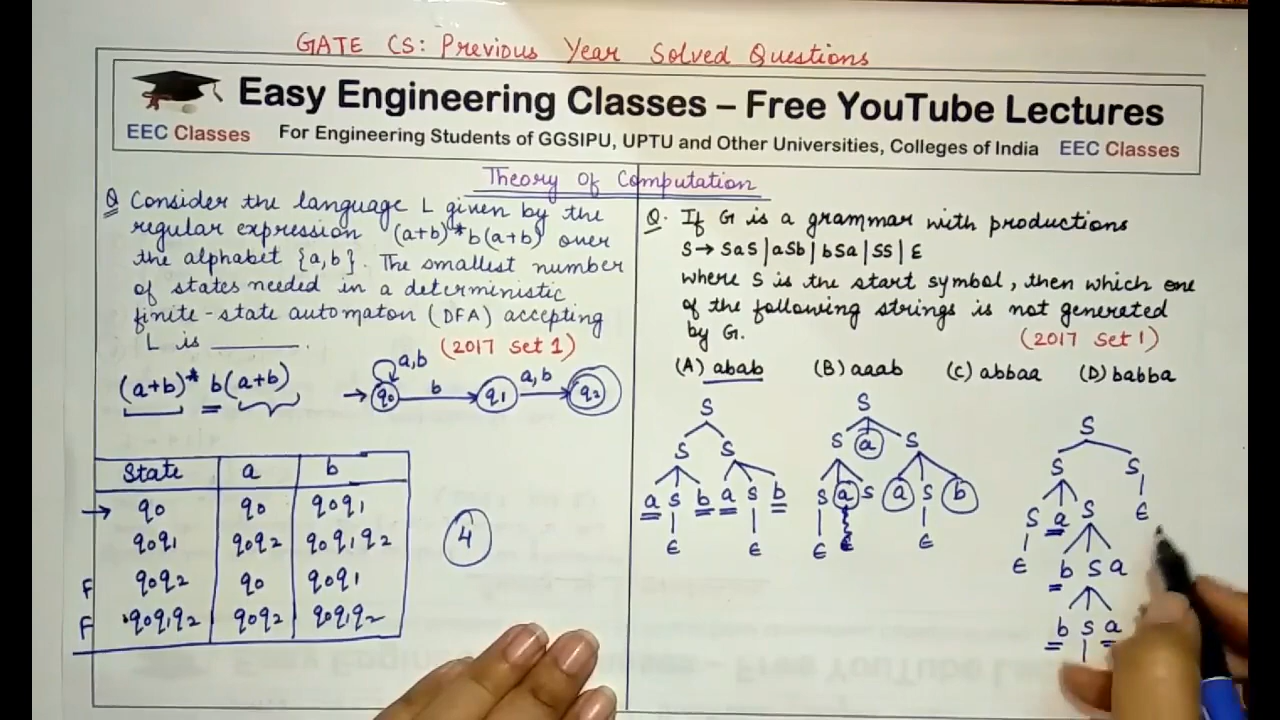 GATE CS: Previous Year Solved Questions
Easy Engineering Classes – Free YouTube Lectures
EEC Classes For Engineering Students of GGSIPU, UPTU and Other Universities, Colleges of India EEC Classes
Theory Of Computation
Q Consider the language L given by the
regular expression (a+b)*b(a+b) over
the alphabet {a,b}. The smallest number
of states needed in a deterministic
finite-state automaton (DFA) accepting
L is ______. (2017 Set 1)
(a+b)* b(a+b)
a,b
q0 b q1 a,b q2
State a b
→ q0 q0 q0q1
q0q1 q0q2 q0q1q2
F q0q2 q0 q0q1
F q0q1q2 q0q2 q0q1q2
4
Q. If G is a grammar with productions
S→ SaS | aSb | bSa | SS | ε
where S is the start symbol, then which one
of the following strings is not generated
by G. (2017 Set 1)
(A) abab (B) aaab (C) abbaa (D) babba
S
S S
a S b a S b
ε ε
S
S a S
S a S a S b
ε ε ε
S
S S
S a S ε
ε b S a
b S a